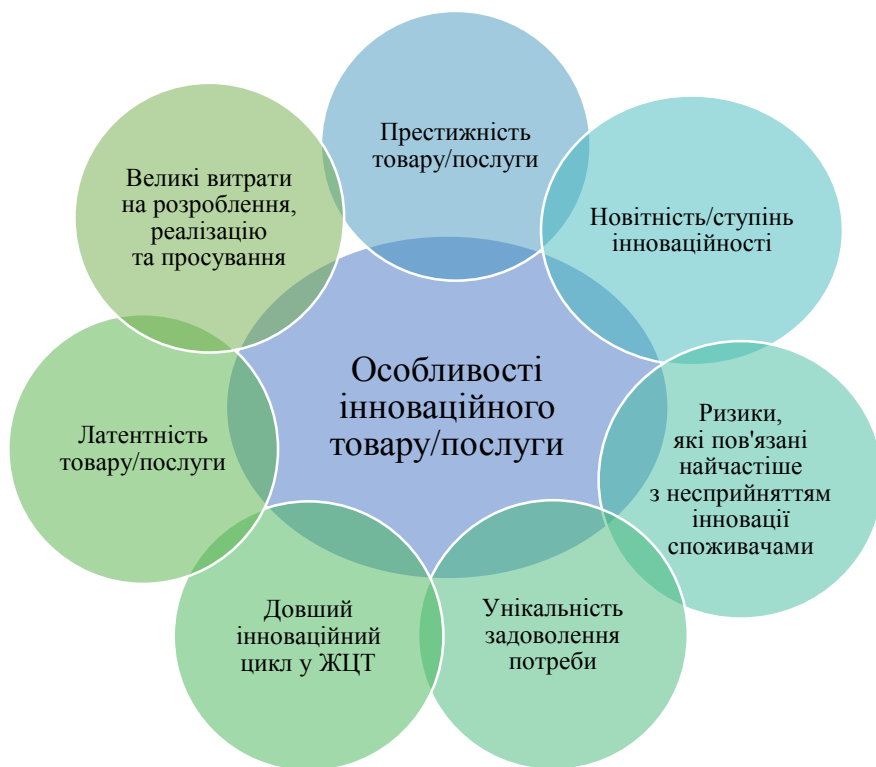 Престижність
товару/послуги
Новітність/ступінь
інноваційності
Ризики,
які пов'язані
найчастіше
з несприйняттям
інновації
споживачами
Унікальність
задоволення
потреби
Довший
інноваційний
цикл у ЖЦТ
Латентність
товару/послуги
Великі витрати
на розроблення,
реалізацію
та просування
Особливості
інноваційного
товару/послуги